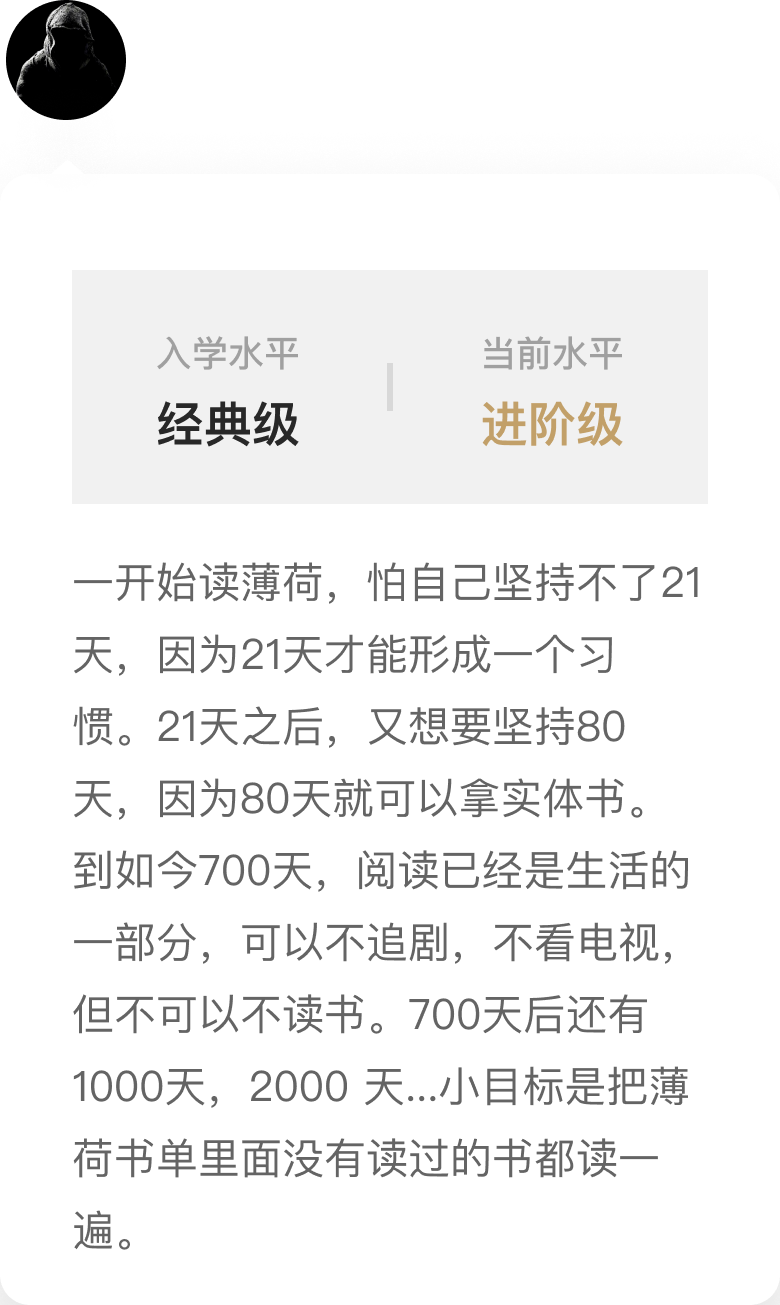 入学水平
经典级
当前水平
进阶级
一开始读薄荷，怕自己坚持不了21
天，因为21天才能形成一个习
惯。21天之后，又想要坚持80
天，因为80天就可以拿实体书。
到如今700天，阅读已经是生活的
一部分，可以不追剧，不看电视，
但不可以不读书。700天后还有
1000天，2000 天...小目标是把薄
荷书单里面没有读过的书都读一
遍。